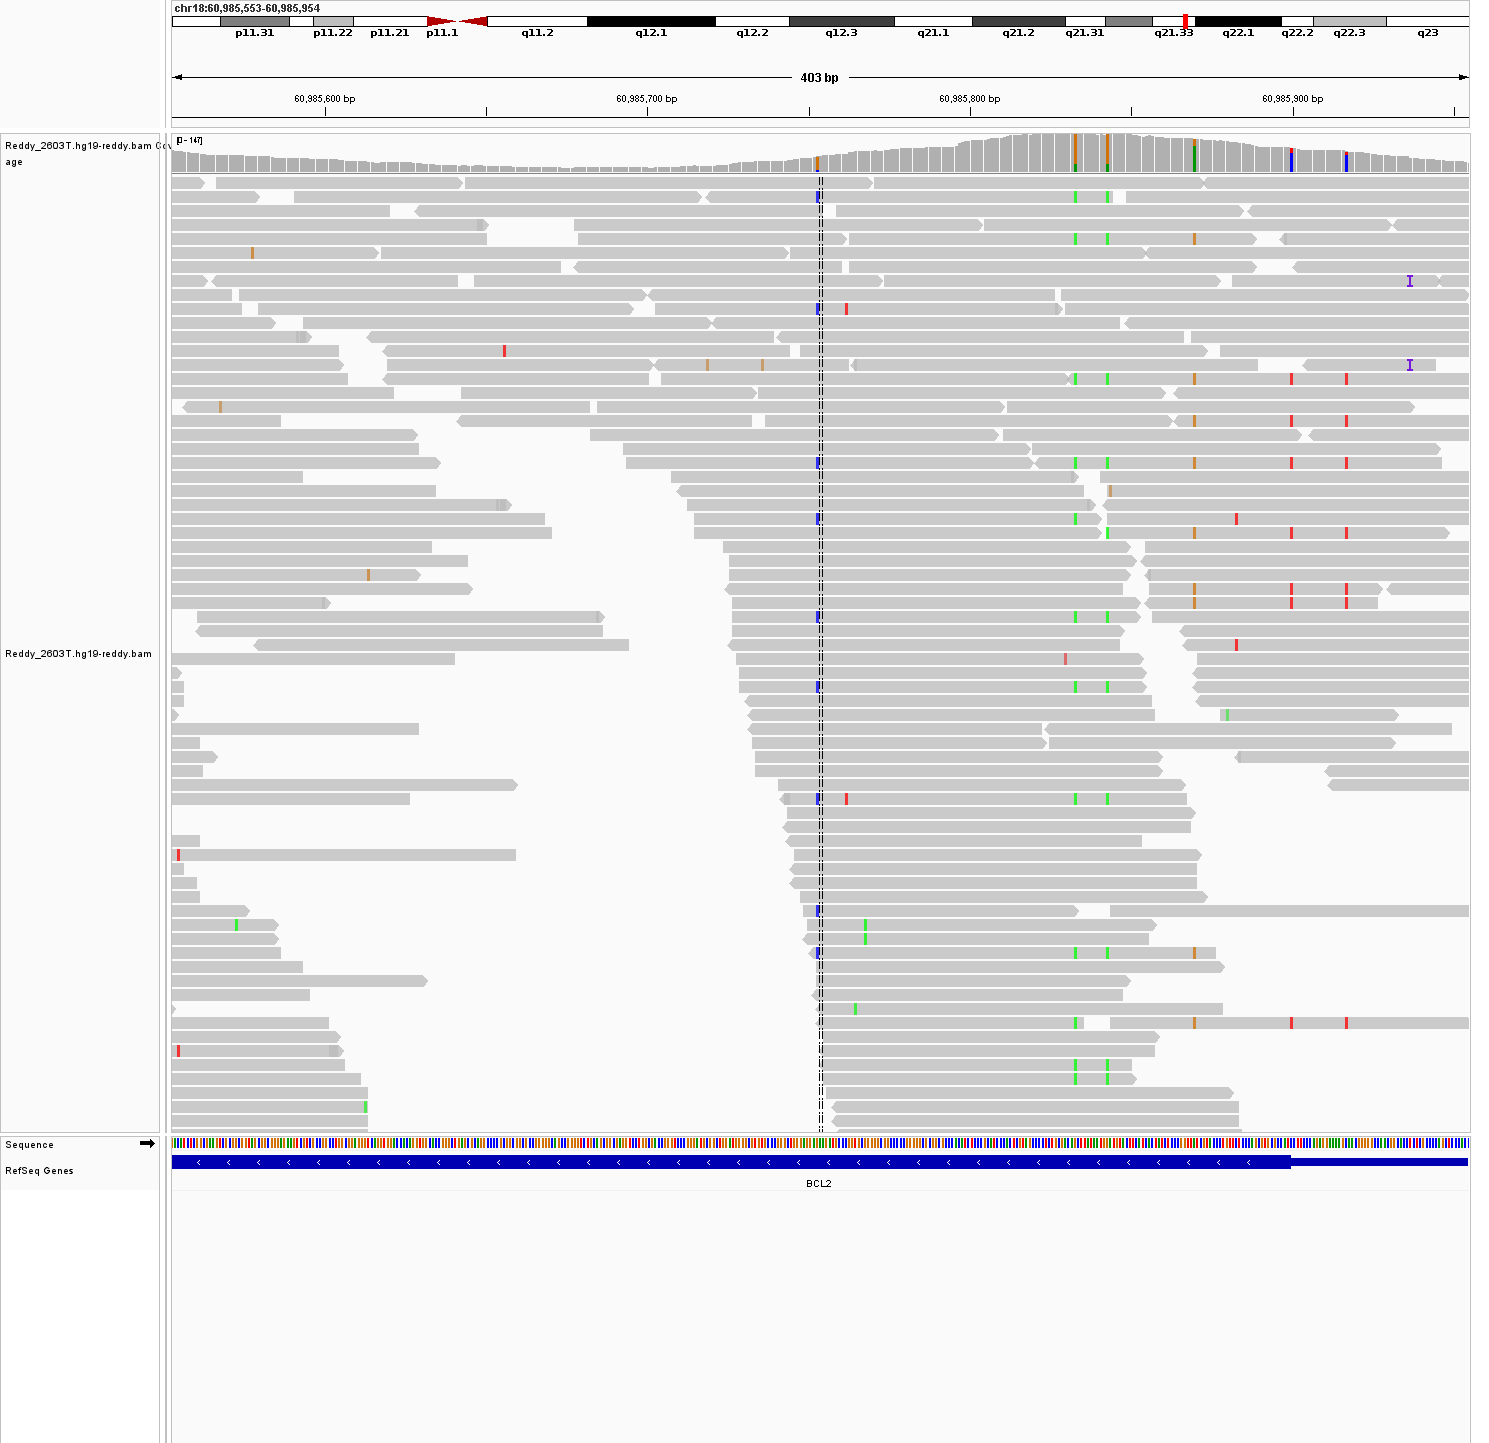 chr18:60,985,553-60,985,954
p11.31 p11.22 p11.21 p11.1 q11.2 q12.1 q12.2 q12.3 q21.1 q21.2 q21.31 q21.33 q22.1 q22.2 q22.3 q23
403 bp
60,985,600 bp 60,985,700 bp 60,985,800 bp 60,985,900 bp
[0 - 147]
Reddy_2603T.hg19-reddy.bam Cov
age
Reddy_2603T.hg19-reddy.bam
Sequence
RefSeq Genes
BCL2